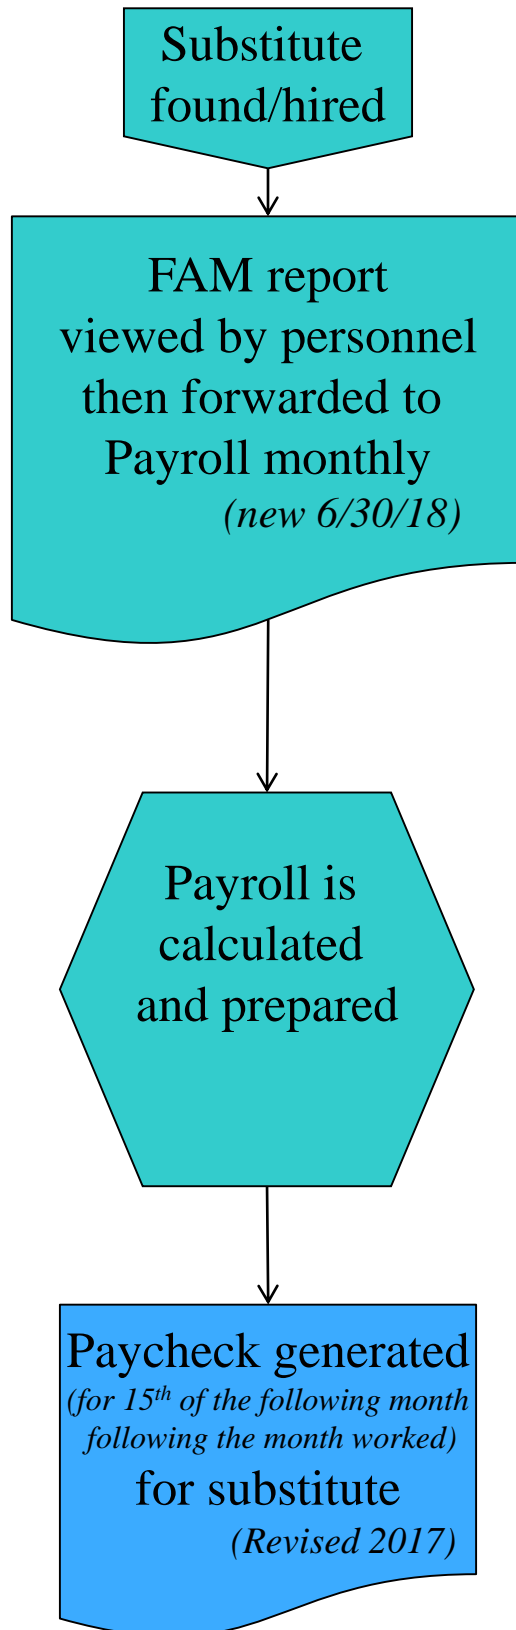 Substitute
found/hired
FAM report
viewed by personnel
then forwarded to
Payroll monthly
(new 6/30/18)
Payroll is
calculated
and prepared
Paycheck generated
(for 15th of the following month
following the month worked)
for substitute
(Revised 2017)